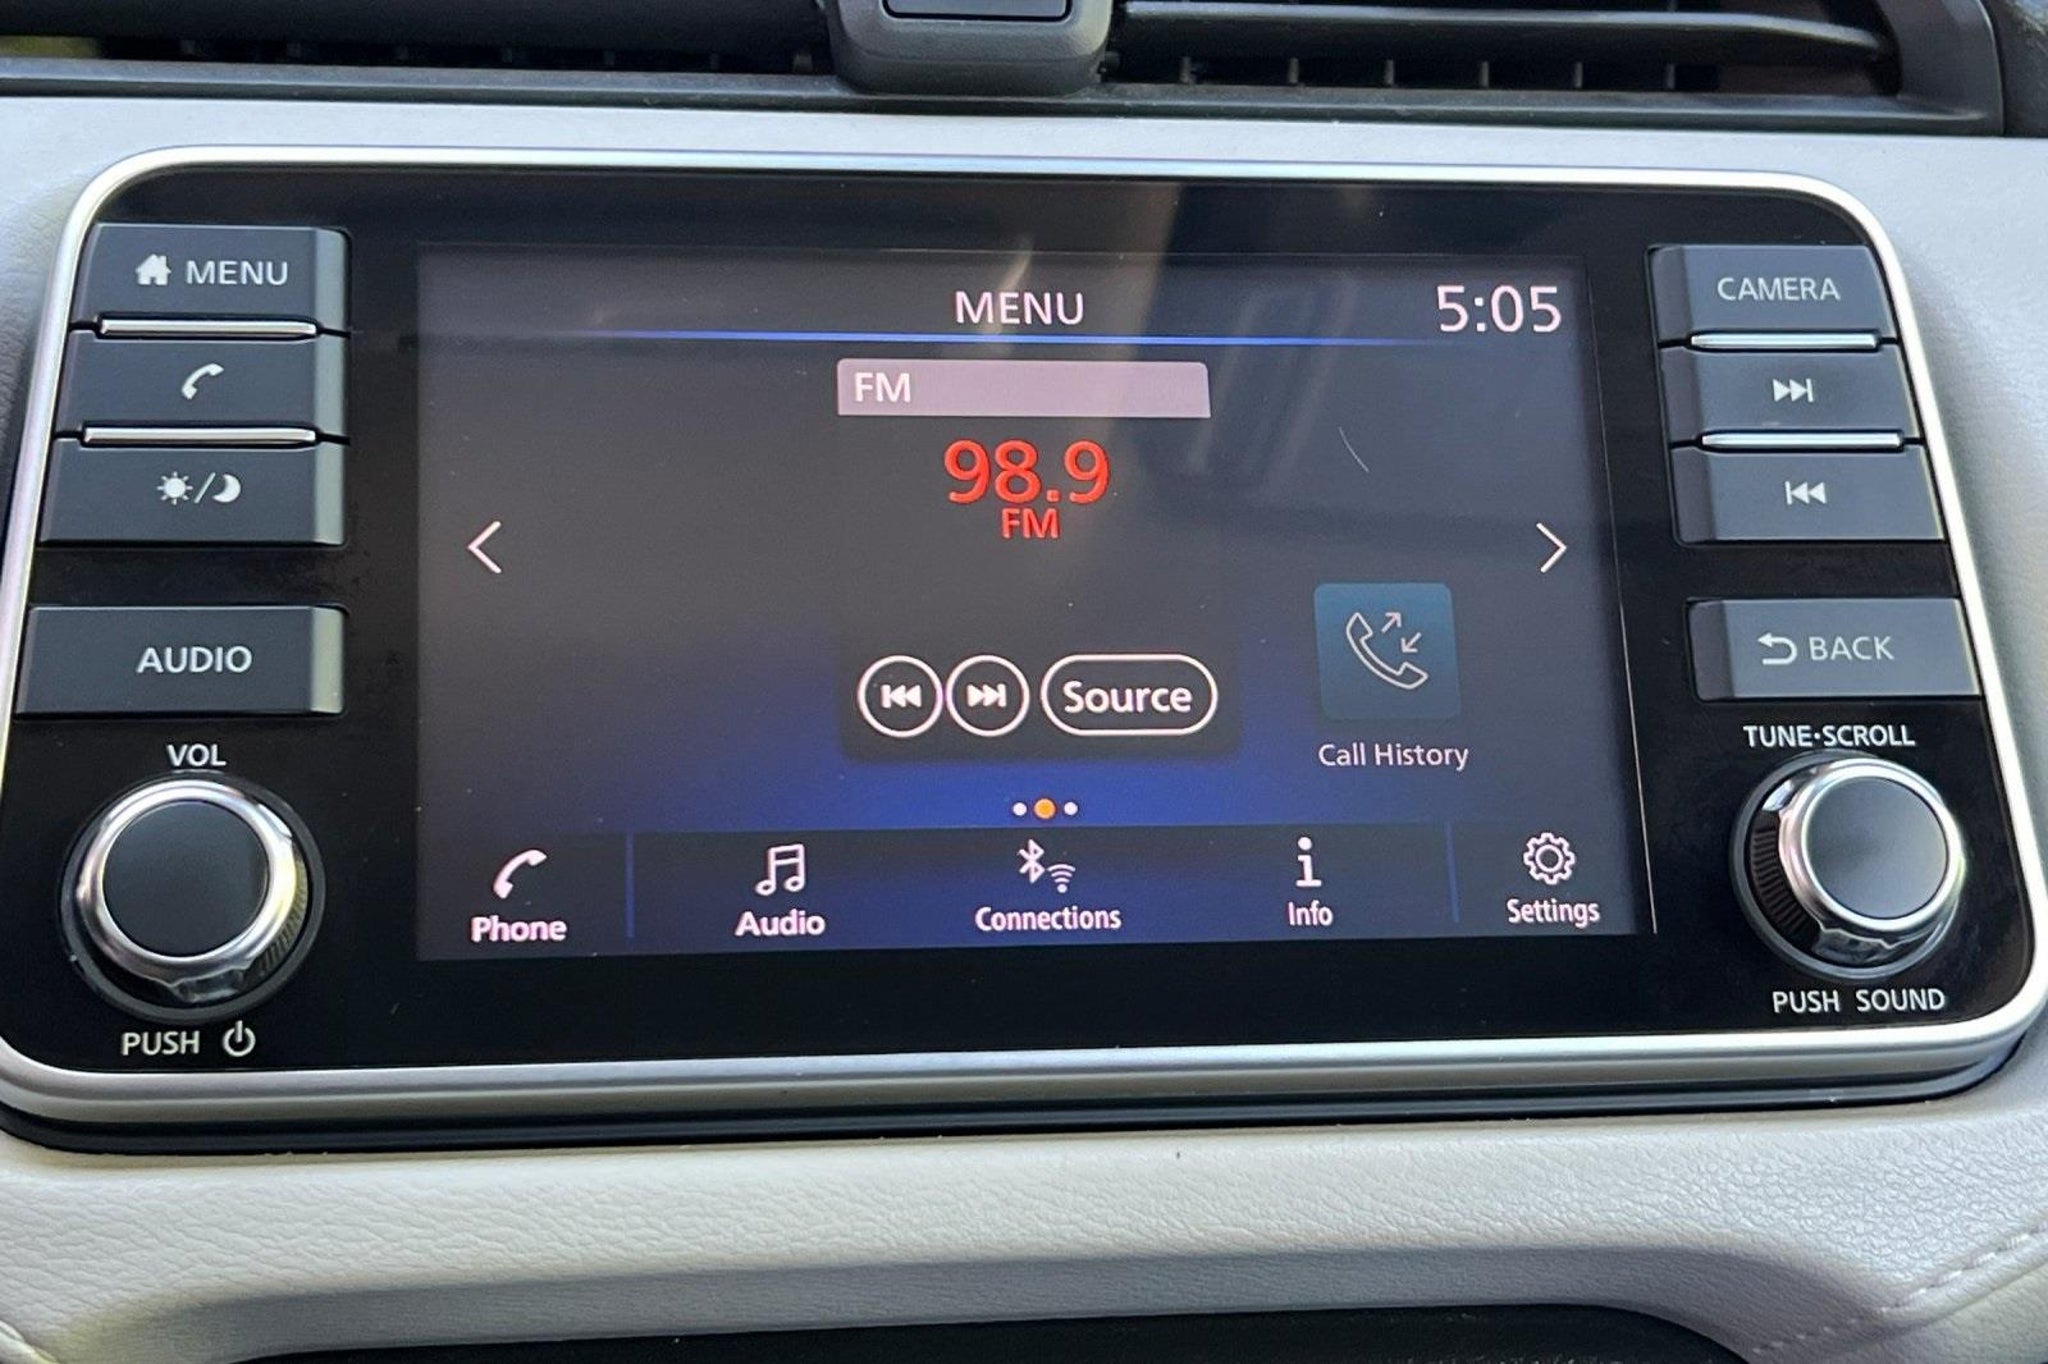 MENU
AUDIO
VOL
PUSH
MENU
5:05
FM
98.9
FM
Source
Call History
Phone
Audio
Connections
Info
Settings
CAMERA
BACK
TUNE·SCROLL
PUSH SOUND